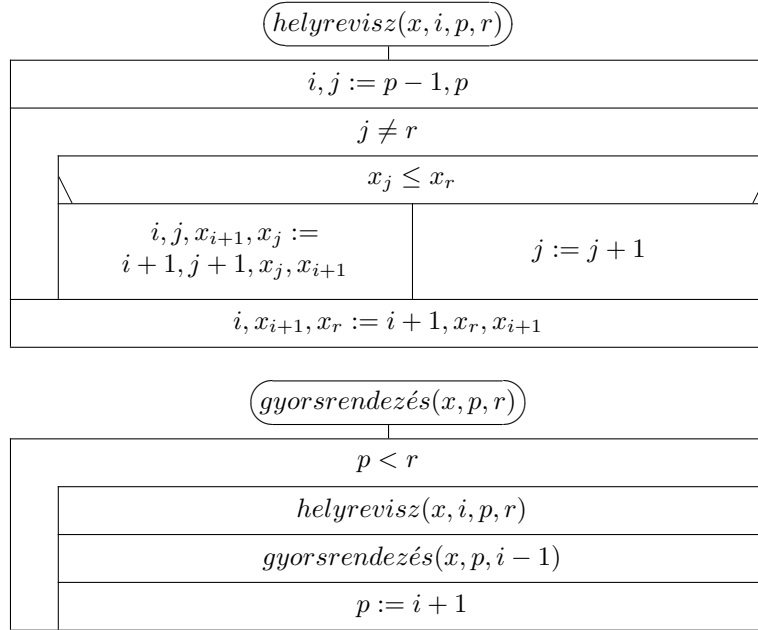 helyrevisz(x, i, p, r)
i, j := p − 1, p
j ≠ r
x_j ≤ x_r
i, j, x_{i+1}, x_j :=
i + 1, j + 1, x_j, x_{i+1}
j := j + 1
i, x_{i+1}, x_r := i + 1, x_r, x_{i+1}
gyorsrendezés(x, p, r)
p < r
helyrevisz(x, i, p, r)
gyorsrendezés(x, p, i − 1)
p := i + 1